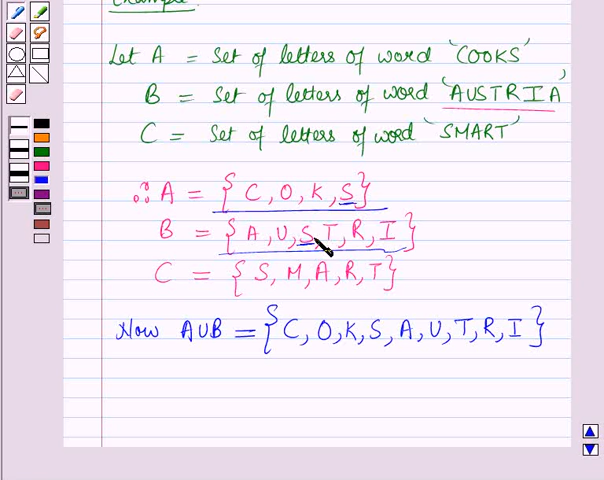 Example
Let A = Set of letters of word 'COOKS'
B = Set of letters of word 'AUSTRIA'
C = Set of letters of word 'SMART'
∴ A = { C, O, K, S }
B = { A, U, S, T, R, I }
C = { S, M, A, R, T }
Now A∪B = { C, O, K, S, A, U, T, R, I }